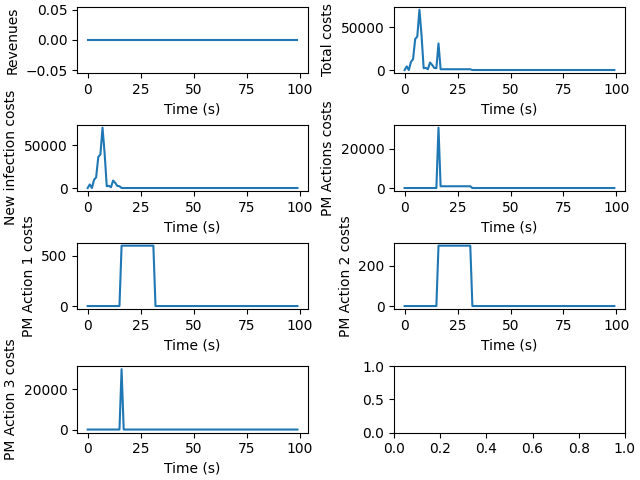 Revenues
0.05
0.00
−0.05
0 25 50 75 100
Time (s)
Total costs
50000
0
0 25 50 75 100
Time (s)
New infection costs
50000
0
0 25 50 75 100
Time (s)
PM Actions costs
20000
0
0 25 50 75 100
Time (s)
PM Action 1 costs
500
0
0 25 50 75 100
Time (s)
PM Action 2 costs
200
0
0 25 50 75 100
Time (s)
PM Action 3 costs
20000
0
0 25 50 75 100
Time (s)
1.0
0.5
0.0
0.0 0.2 0.4 0.6 0.8 1.0